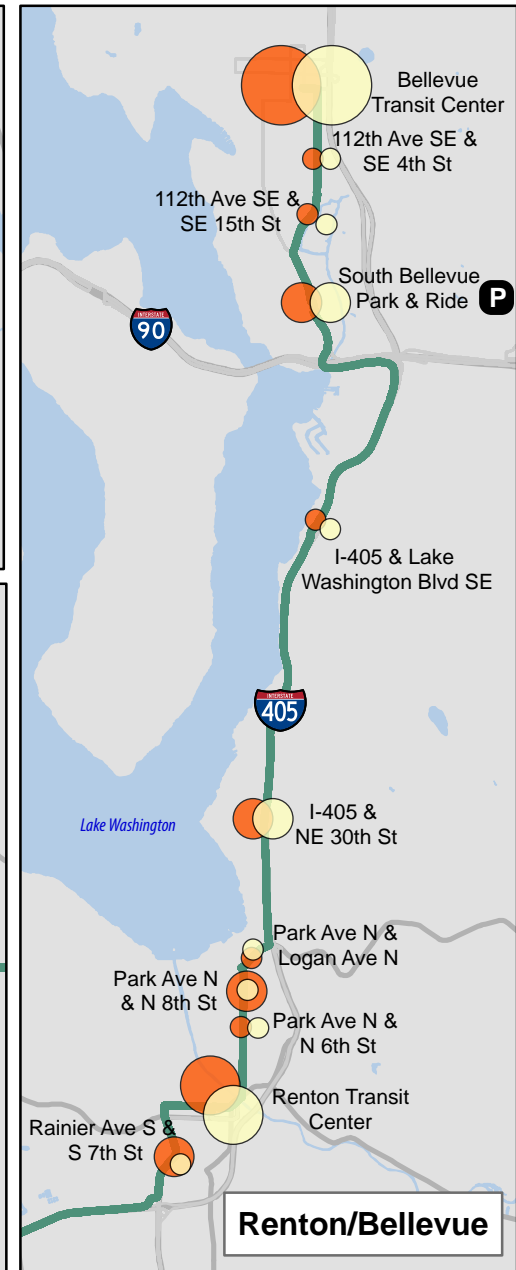 Bellevue
Transit Center
112th Ave SE &
SE 4th St
112th Ave SE &
SE 15th St
South Bellevue
Park & Ride P
INTERSTATE
90
I-405 & Lake
Washington Blvd SE
INTERSTATE
405
Lake Washington
I-405 &
NE 30th St
Park Ave N &
Logan Ave N
Park Ave N
& N 8th St
Park Ave N &
N 6th St
Renton Transit
Center
Rainier Ave S &
S 7th St
Renton/Bellevue